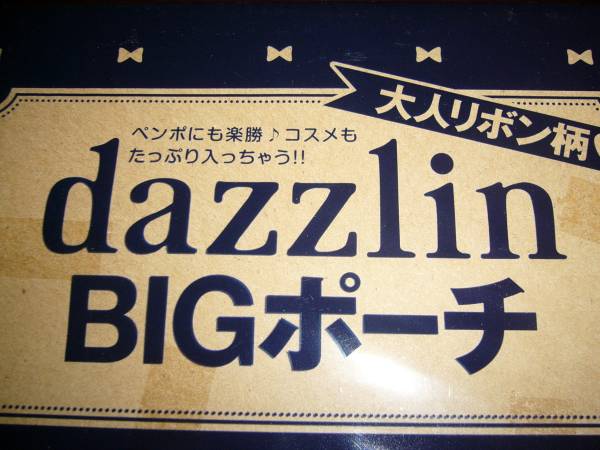 大人リボン柄
ペンポにも楽勝♪コスメも
たっぷり入っちゃう!!
dazzlin
BIGポーチ